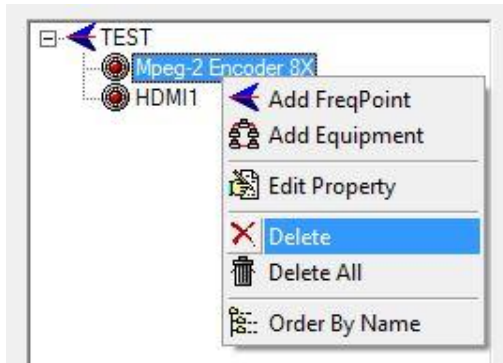 TEST
Mpeg-2 Encoder 8X
HDMI1
Add FreqPoint
Add Equipment
Edit Property
Delete
Delete All
Order By Name